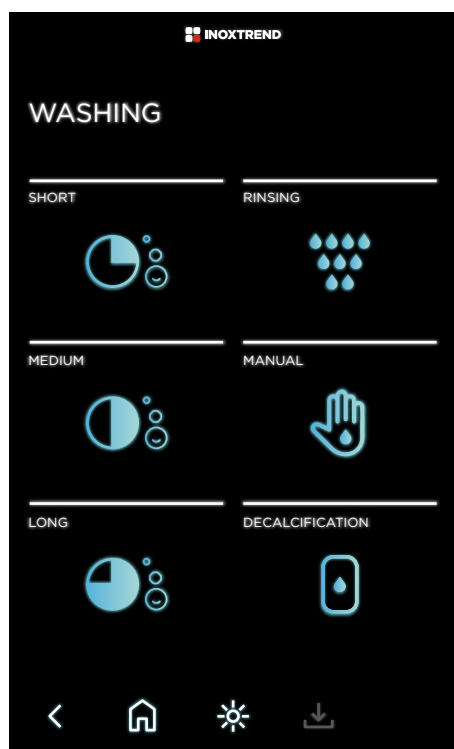 INOXTREND
WASHING
SHORT
RINSING
MEDIUM
MANUAL
LONG
DECALCIFICATION